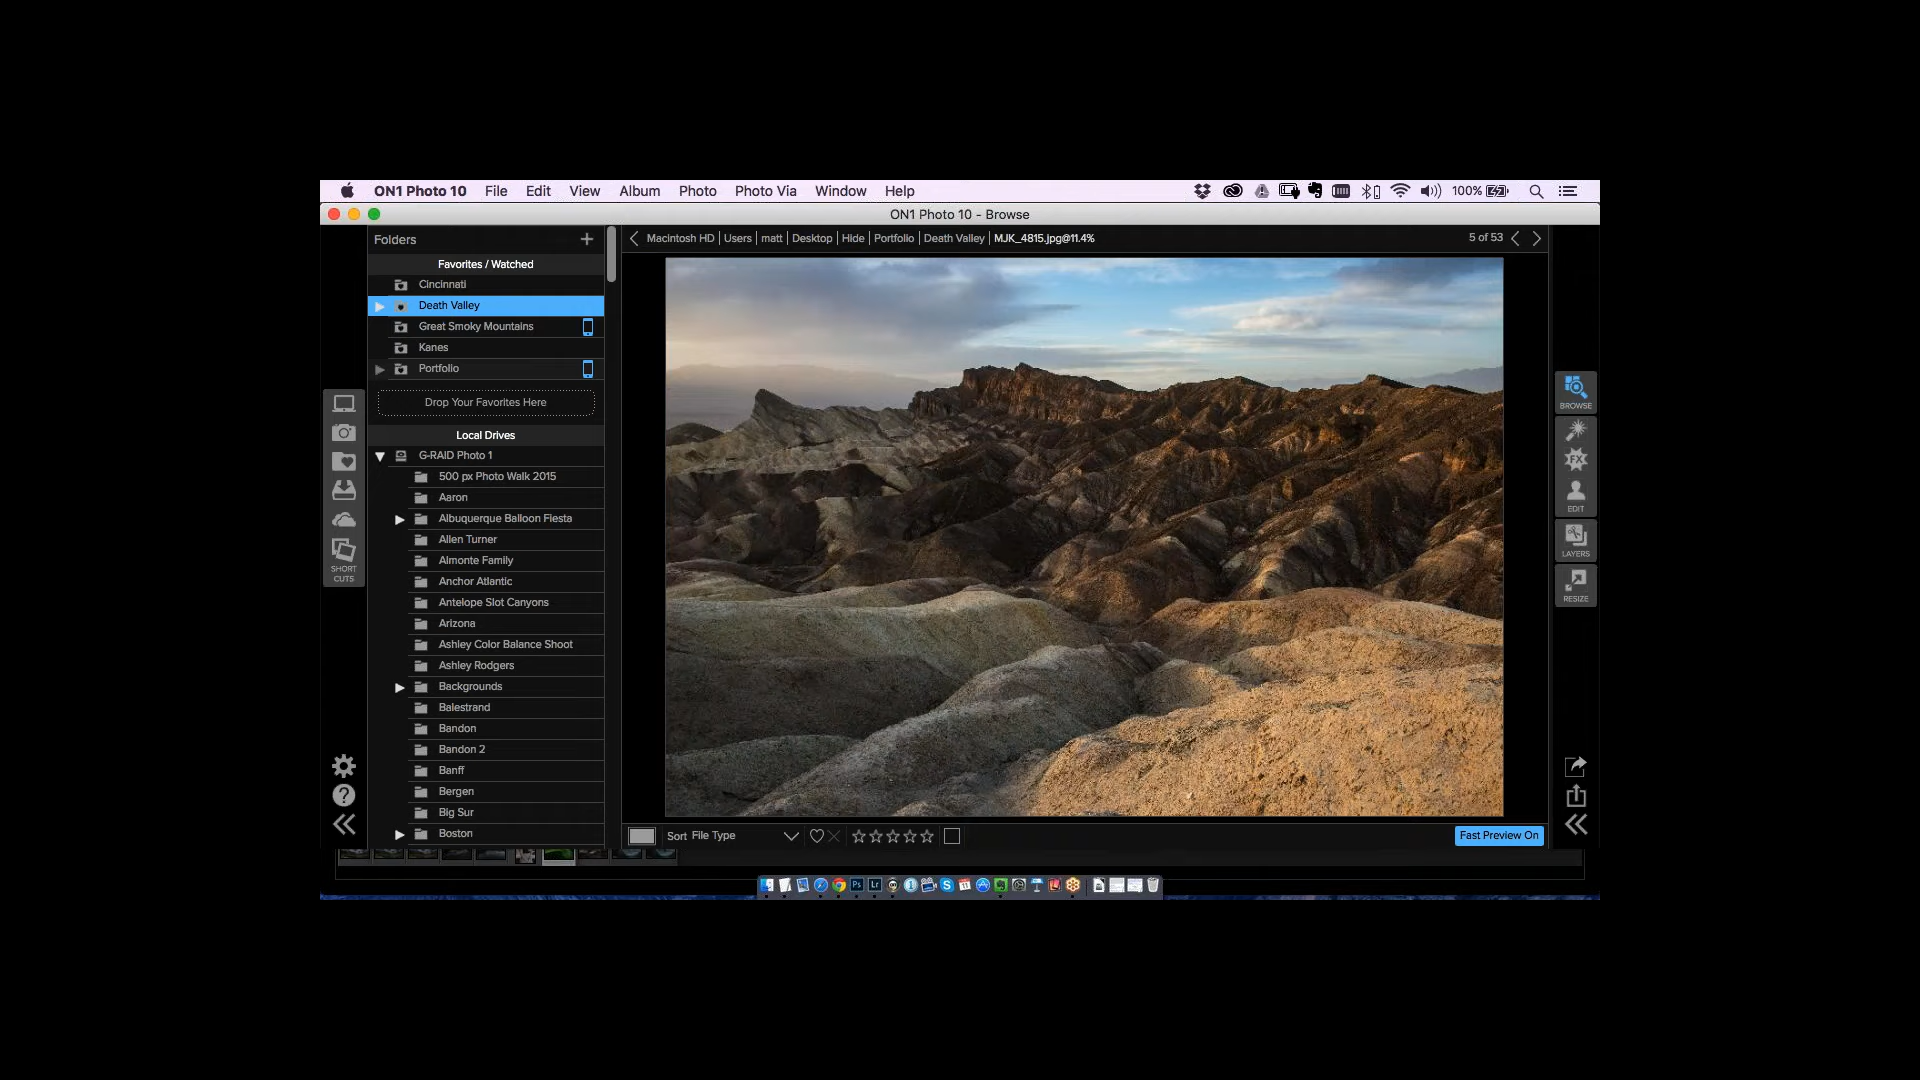 ON1 Photo 10 File Edit View Album Photo Photo Via Window Help 100%
ON1 Photo 10 - Browse
Folders
Favorites / Watched
Cincinnati
Death Valley
Great Smoky Mountains
Kanes
Portfolio
Drop Your Favorites Here
Local Drives
G-RAID Photo 1
500 px Photo Walk 2015
Aaron
Albuquerque Balloon Fiesta
Allen Turner
Almonte Family
Anchor Atlantic
Antelope Slot Canyons
Arizona
Ashley Color Balance Shoot
Ashley Rodgers
Backgrounds
Balestrand
Bandon
Bandon 2
Banff
Bergen
Big Sur
Boston
SHORT
CUTS
Macintosh HD | Users | matt | Desktop | Hide | Portfolio | Death Valley | MJK_4815.jpg@11.4% 5 of 53
Sort File Type Fast Preview On
BROWSE
FX
EDIT
LAYERS
RESIZE
Ps Lr